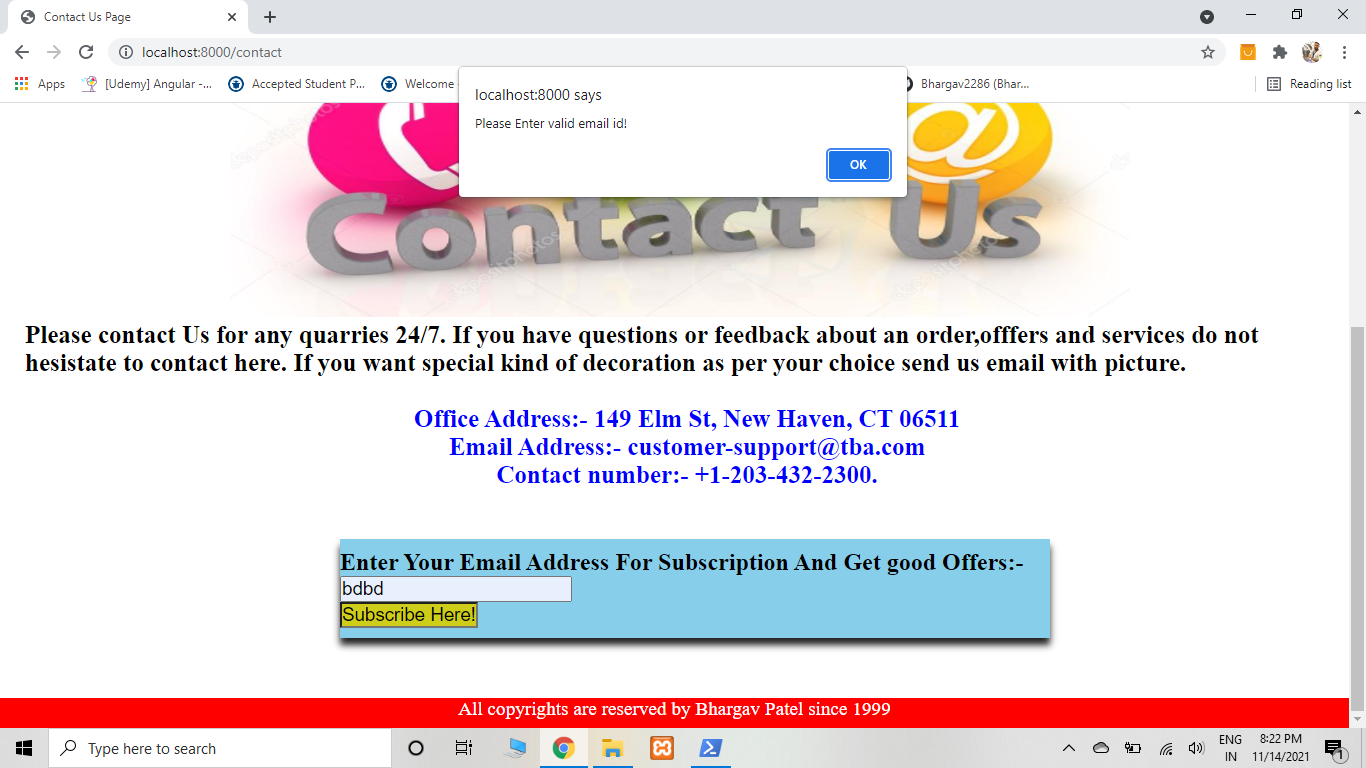 Contact Us Page
localhost:8000/contact
Apps
[Udemy] Angular -...
Accepted Student P...
Welcome
Bhargav2286 (Bhar...
Reading list
localhost:8000 says
Please Enter valid email id!
OK
Contact Us
Please contact Us for any quarries 24/7. If you have questions or feedback about an order,offfers and services do not
hesistate to contact here. If you want special kind of decoration as per your choice send us email with picture.
Office Address:- 149 Elm St, New Haven, CT 06511
Email Address:- customer-support@tba.com
Contact number:- +1-203-432-2300.
Enter Your Email Address For Subscription And Get good Offers:-
bdbd
Subscribe Here!
All copyrights are reserved by Bhargav Patel since 1999
Type here to search
ENG
IN
8:22 PM
11/14/2021
1